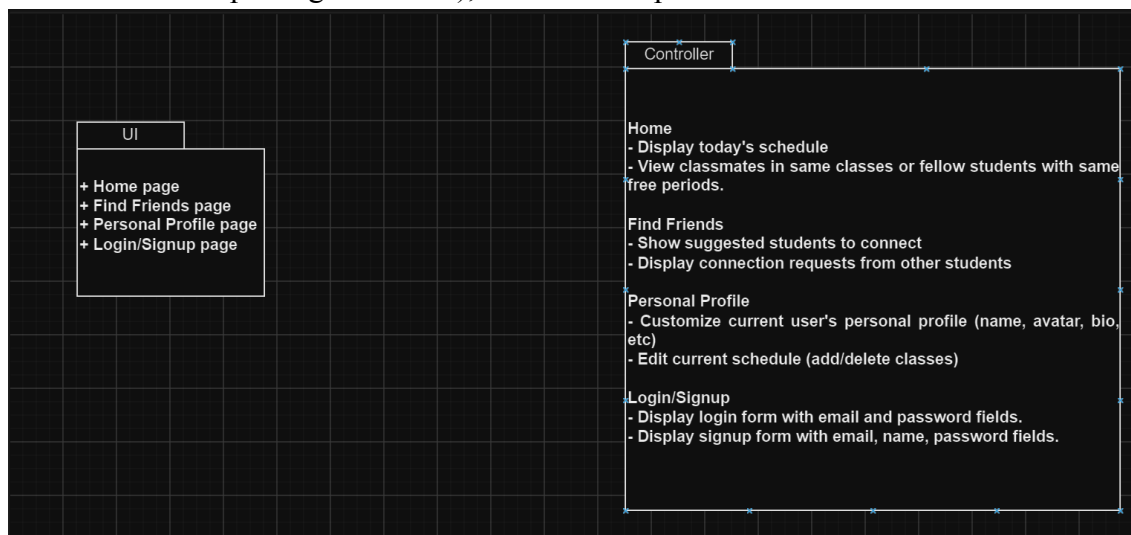 UI
+ Home page
+ Find Friends page
+ Personal Profile page
+ Login/Signup page
Controller
Home
- Display today's schedule
- View classmates in same classes or fellow students with same
free periods.
Find Friends
- Show suggested students to connect
- Display connection requests from other students
Personal Profile
- Customize current user's personal profile (name, avatar, bio,
etc)
- Edit current schedule (add/delete classes)
Login/Signup
- Display login form with email and password fields.
- Display signup form with email, name, password fields.